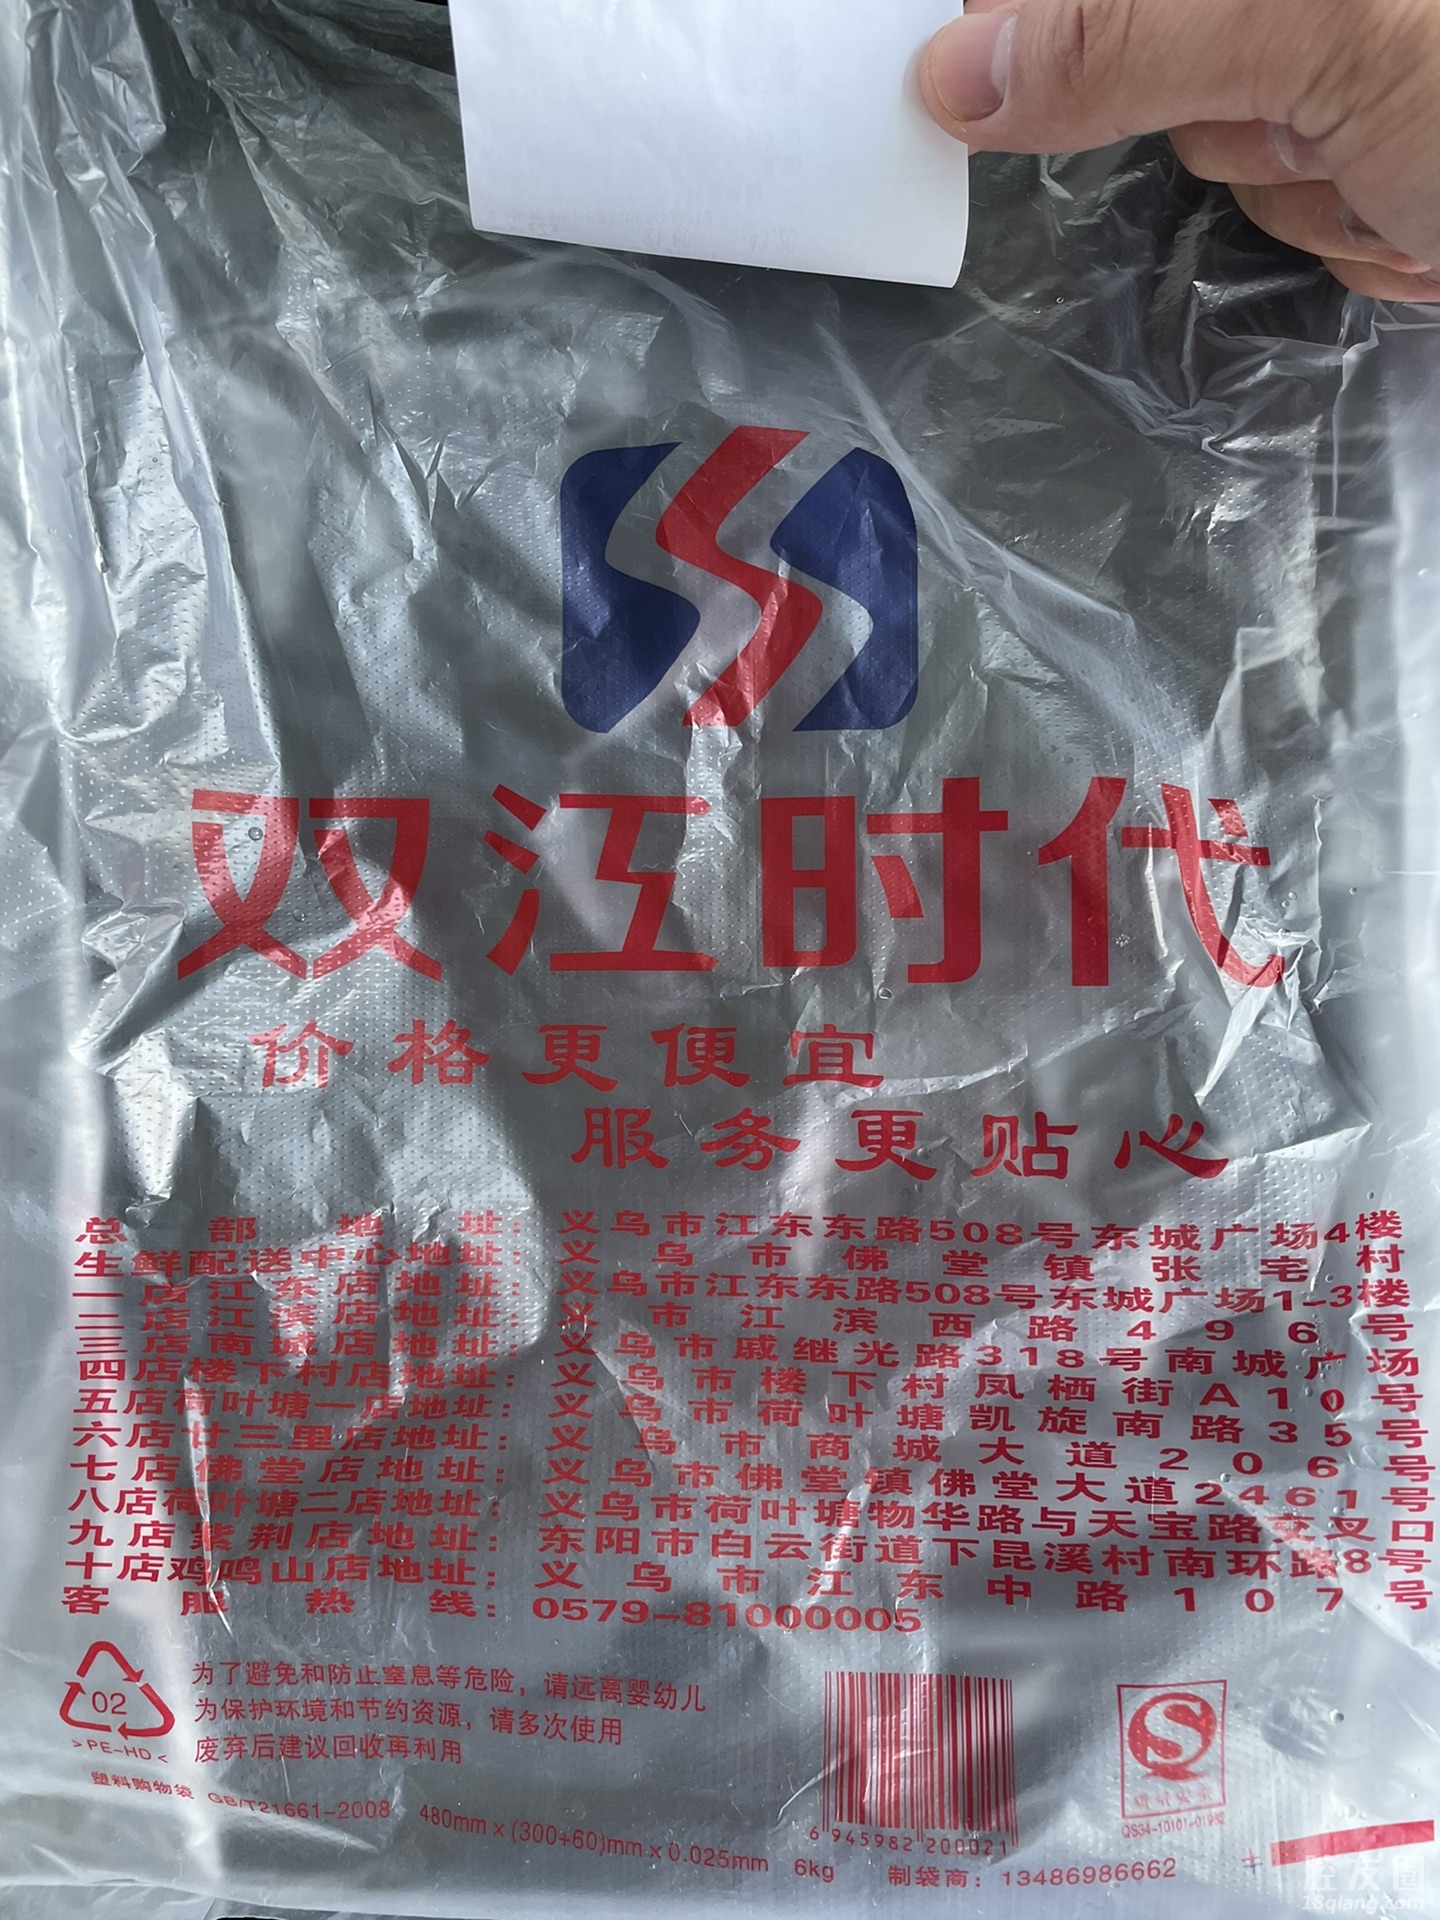 双江时代
价格更便宜
服务更贴心
总部地址：义乌市江东东路508号东城广场4楼
生鲜配送中心地址：义乌市佛堂镇张宅村
一店江东店地址：义乌市江东东路508号东城广场1-3楼
二店江滨店地址：义市江滨西路496号
三店南城店地址：义乌市戚继光路318号南城广场
四店楼下村店地址：义乌市楼下村凤栖街A10号
五店荷叶塘一店地址：义乌市荷叶塘凯旋南路35号
六店廿三里店地址：义乌市商城大道206号
七店佛堂店地址：义乌市佛堂镇佛堂大道2461号
八店荷叶塘二店地址：义乌市荷叶塘物华路与天宝路交叉口
九店紫荆店地址：东阳市白云街道下昆溪村南环路8号
十店鸡鸣山店地址：义乌市江东中路107号
客服热线：0579-81000005
为了避免和防止窒息等危险，请远离婴幼儿
为保护环境和节约资源，请多次使用
废弃后建议回收再利用
02
>PE-HD<
塑料购物袋 GB/T21661-2008 480mm×(300+60)mm×0.025mm 6kg 制袋商：13486986662
6 945982 200021
QS34-10101-01982
腔友圈
18qiang.com